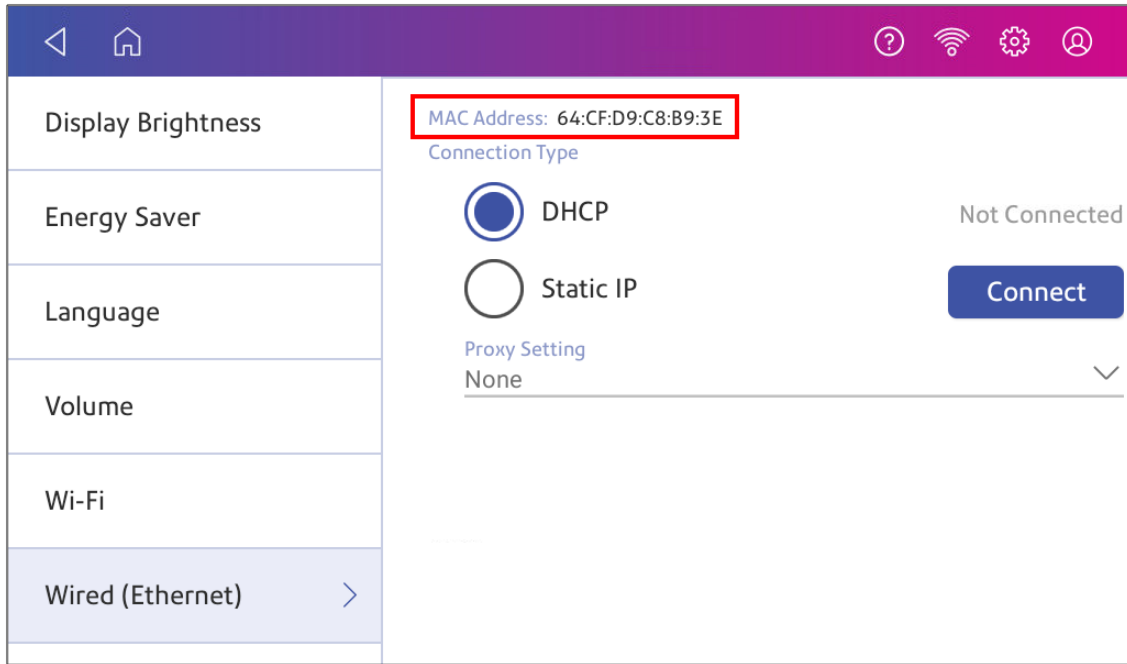 Display Brightness
Energy Saver
Language
Volume
Wi-Fi
Wired (Ethernet)
MAC Address: 64:CF:D9:C8:B9:3E
Connection Type
DHCP
Not Connected
Static IP
Connect
Proxy Setting
None